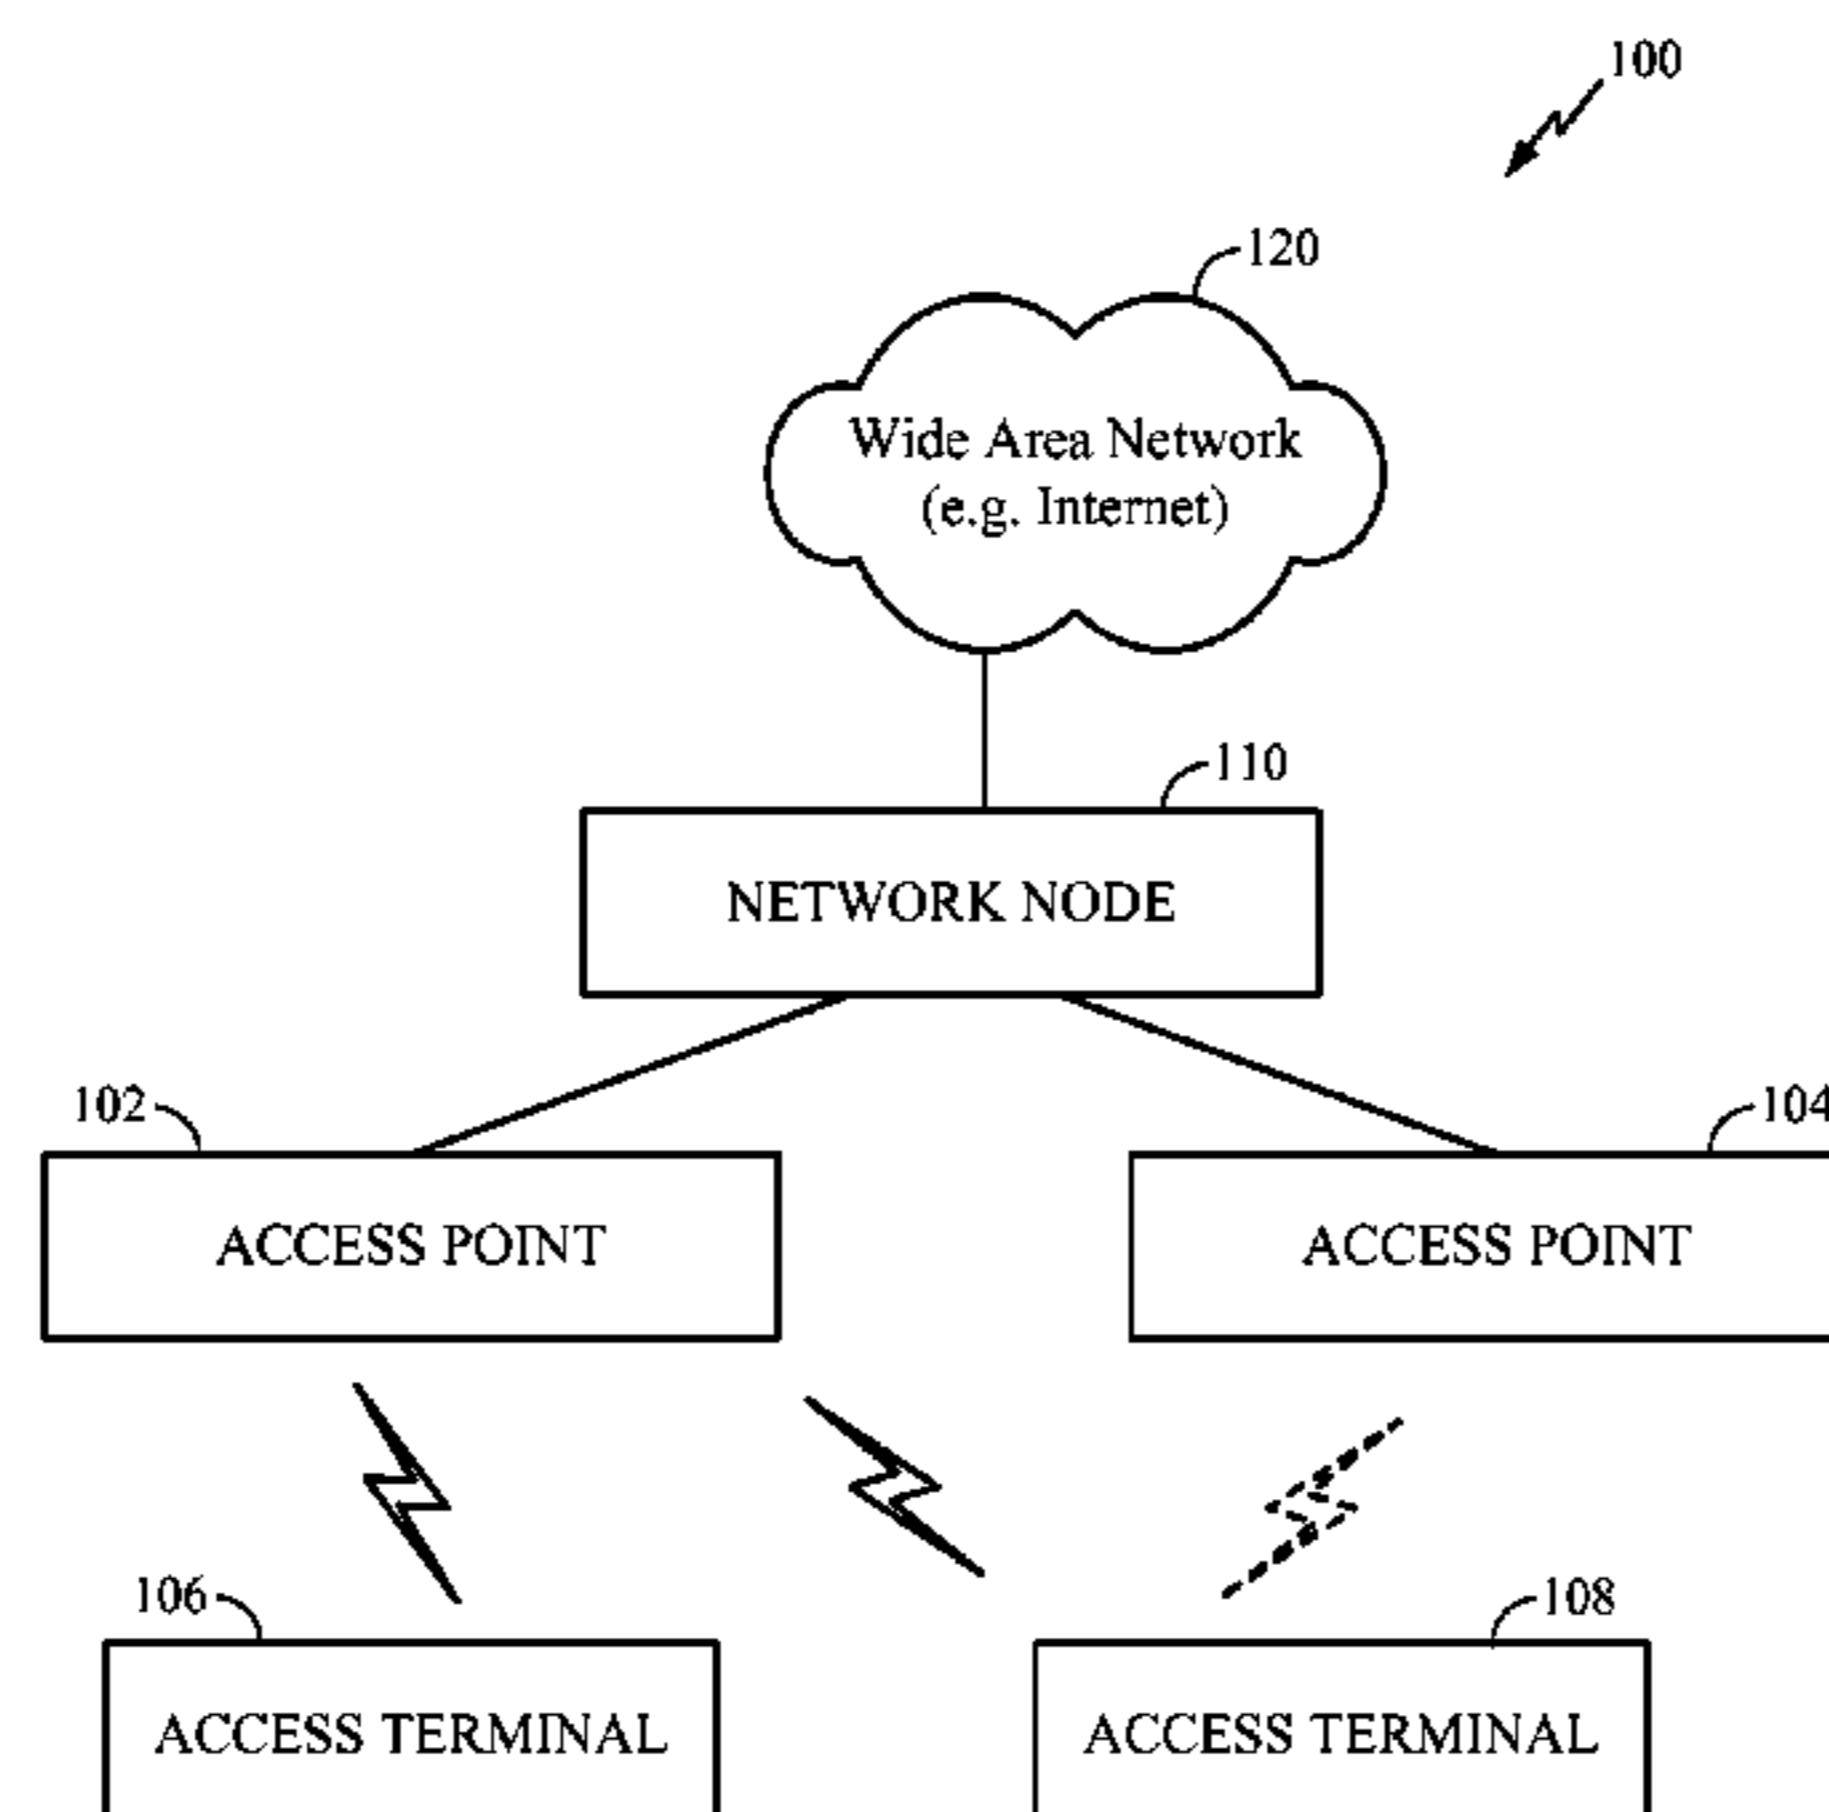 100
120
Wide Area Network
(e.g. Internet)
110
NETWORK NODE
102
104
ACCESS POINT
ACCESS POINT
106
108
ACCESS TERMINAL
ACCESS TERMINAL